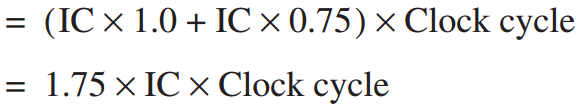 = (IC × 1.0 + IC × 0.75) × Clock cycle
= 1.75 × IC × Clock cycle